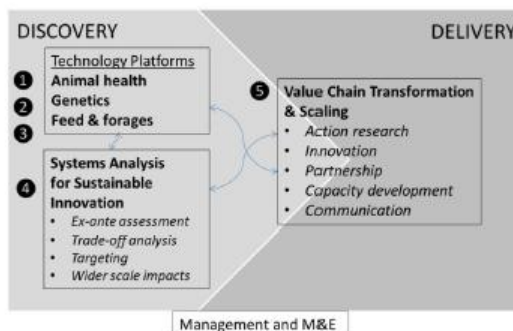 DISCOVERY
DELIVERY
Technology Platforms
1 Animal health
2 Genetics
3 Feed & forages
4 Systems Analysis
for Sustainable
Innovation
• Ex-ante assessment
• Trade-off analysis
• Targeting
• Wider scale impacts
5 Value Chain Transformation
& Scaling
• Action research
• Innovation
• Partnership
• Capacity development
• Communication
Management and M&E